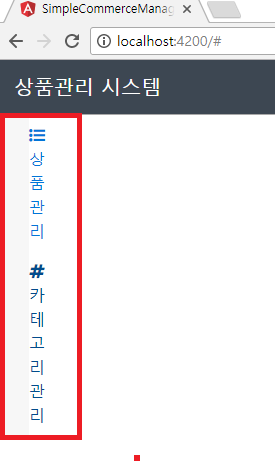 SimpleCommerceManag
localhost:4200/#
상품관리 시스템
상
품
관
리
카
테
고
리
관
리